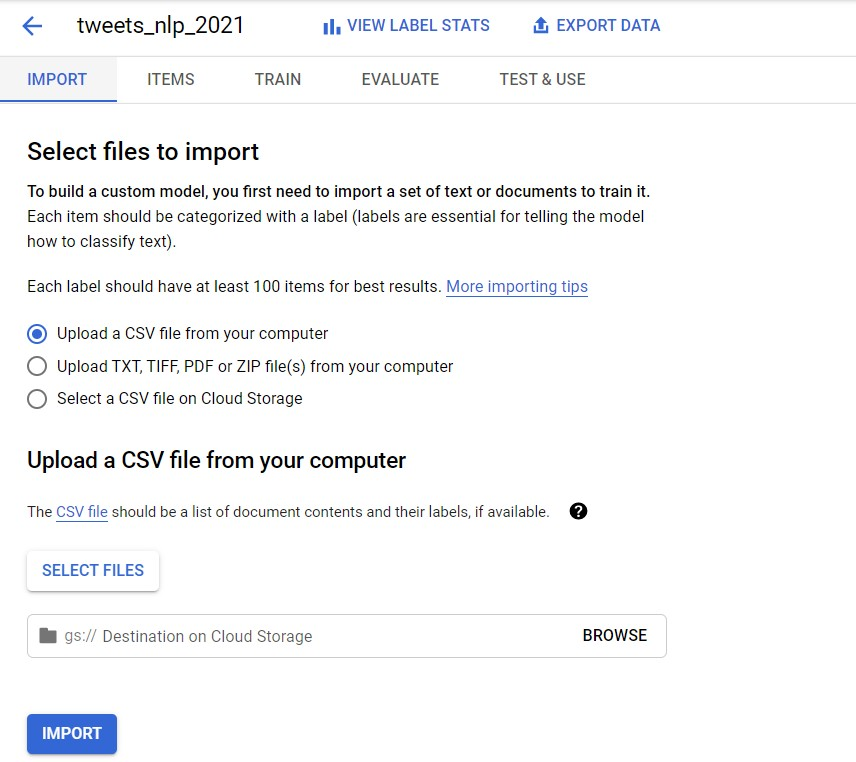 tweets_nlp_2021 VIEW LABEL STATS EXPORT DATA
IMPORT ITEMS TRAIN EVALUATE TEST & USE
Select files to import
To build a custom model, you first need to import a set of text or documents to train it.
Each item should be categorized with a label (labels are essential for telling the model
how to classify text).
Each label should have at least 100 items for best results. More importing tips
Upload a CSV file from your computer
Upload TXT, TIFF, PDF or ZIP file(s) from your computer
Select a CSV file on Cloud Storage
Upload a CSV file from your computer
The CSV file should be a list of document contents and their labels, if available. ?
SELECT FILES
gs:// Destination on Cloud Storage BROWSE
IMPORT